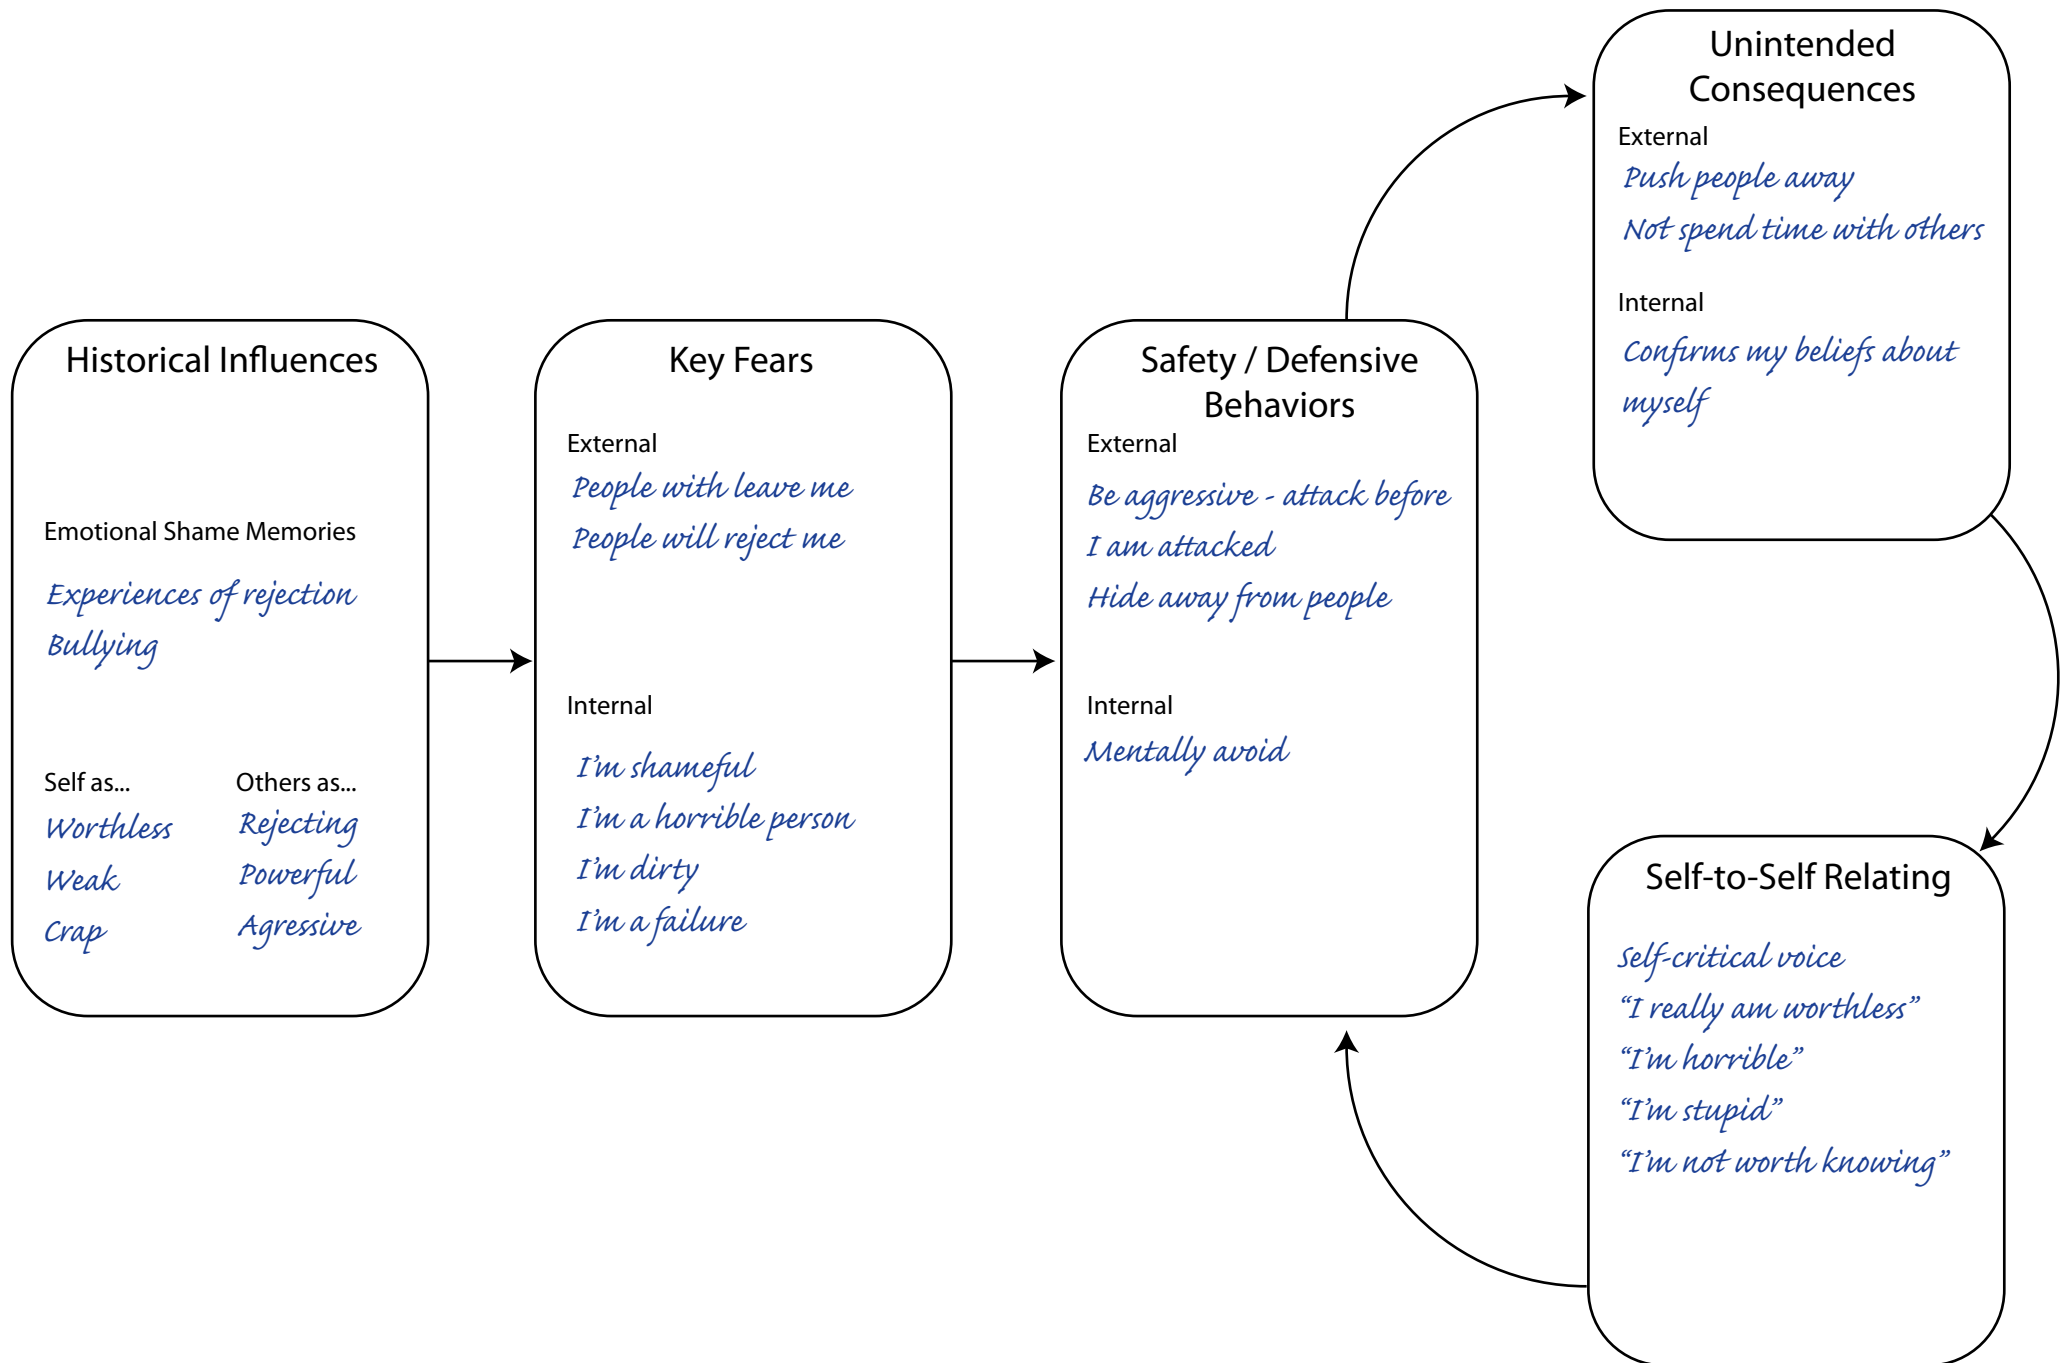 Historical Influences
Emotional Shame Memories
Experiences of rejection
Bullying
Self as...
Worthless
Weak
Crap
Others as...
Rejecting
Powerful
Agressive
Key Fears
External
People with leave me
People will reject me
Internal
I'm shameful
I'm a horrible person
I'm dirty
I'm a failure
Safety / Defensive
Behaviors
External
Be aggressive - attack before
I am attacked
Hide away from people
Internal
Mentally avoid
Unintended
Consequences
External
Push people away
Not spend time with others
Internal
Confirms my beliefs about
myself
Self-to-Self Relating
Self-critical voice
“I really am worthless”
“I'm horrible”
“I'm stupid”
“I'm not worth knowing”